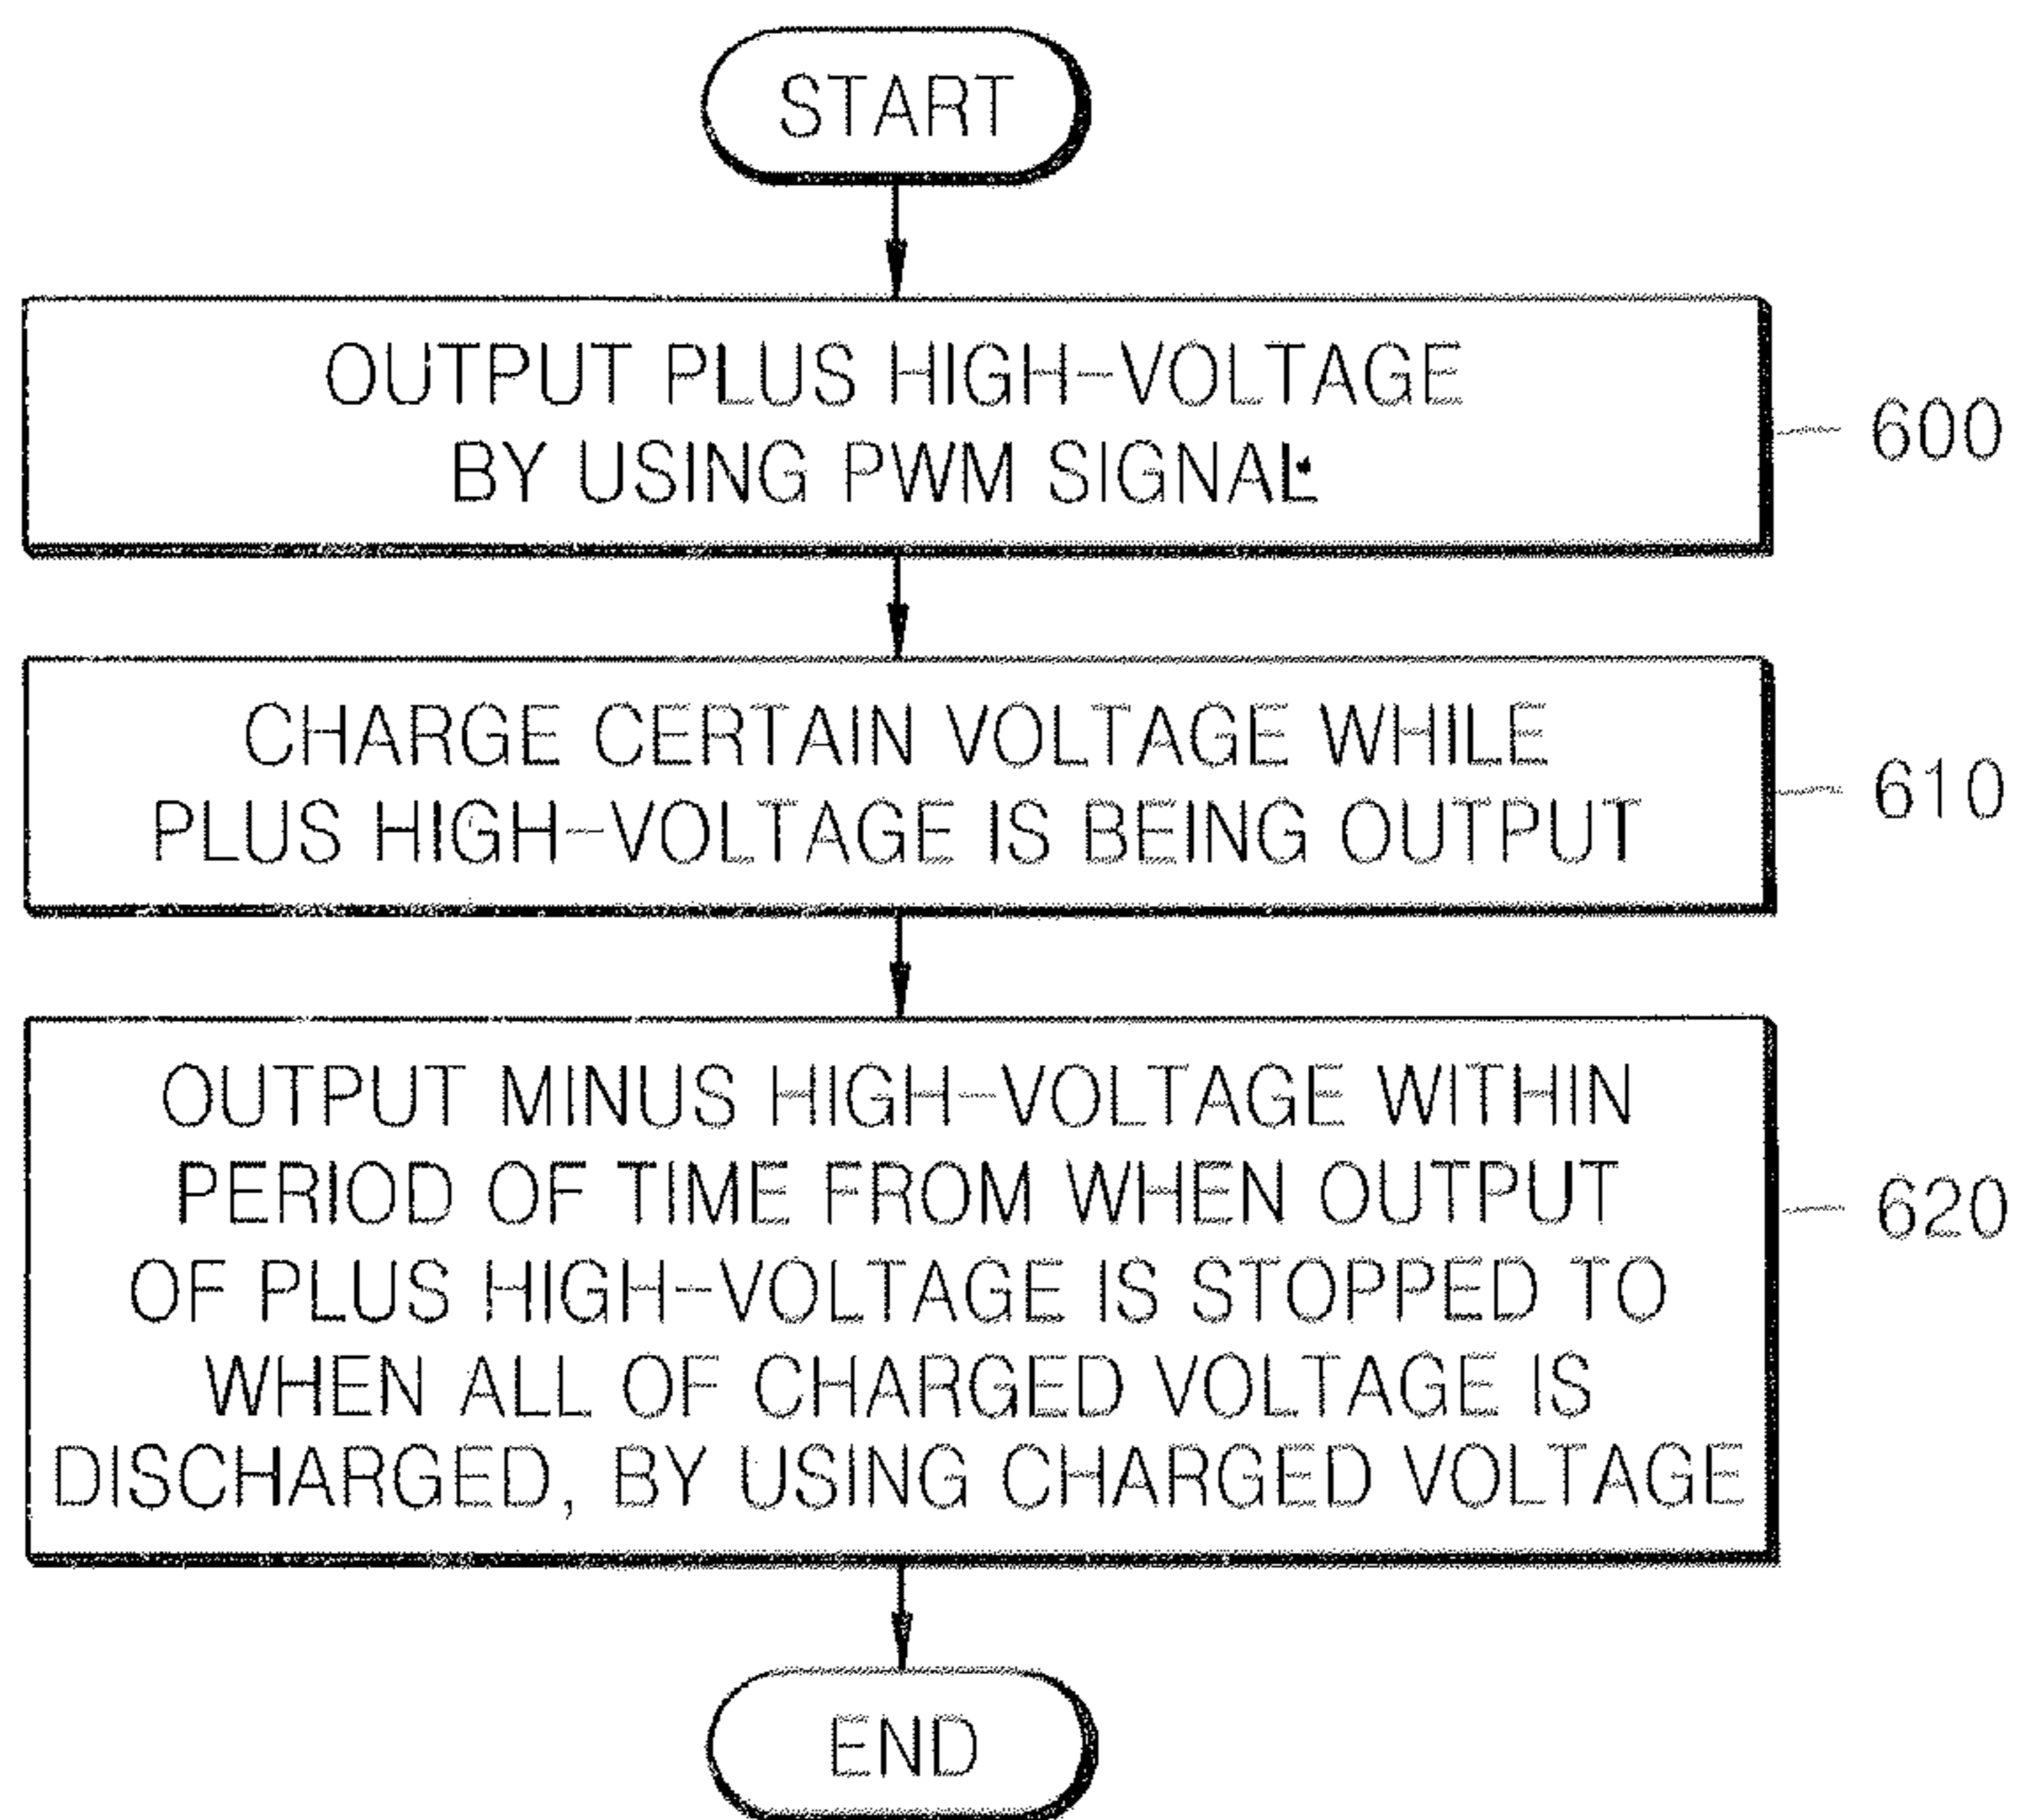 START
OUTPUT PLUS HIGH-VOLTAGE
BY USING PWM SIGNAL
600
CHARGE CERTAIN VOLTAGE WHILE
PLUS HIGH-VOLTAGE IS BEING OUTPUT
610
OUTPUT MINUS HIGH-VOLTAGE WITHIN
PERIOD OF TIME FROM WHEN OUTPUT
OF PLUS HIGH-VOLTAGE IS STOPPED TO
WHEN ALL OF CHARGED VOLTAGE IS
DISCHARGED, BY USING CHARGED VOLTAGE
620
END